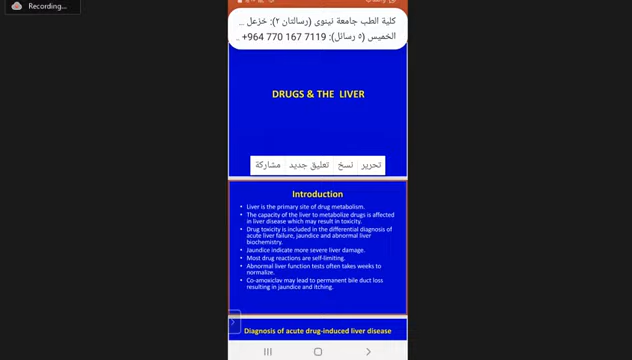 Recording...
كلية الطب جامعة نينوى (رسالتان ٢): خزعل ...
الخميس (٥ رسائل): 7119 167 770 964+ ..
DRUGS & THE LIVER
تحرير نسخ تعليق جديد مشاركة
Introduction
• Liver is the primary site of drug metabolism.
• The capacity of the liver to metabolize drugs is affected
in liver disease which may result in toxicity.
• Drug toxicity is included in the differential diagnosis of
acute liver failure, jaundice and abnormal liver
biochemistry.
• Jaundice indicate more severe liver damage.
• Most drug reactions are self-limiting.
• Abnormal liver function tests often takes weeks to
normalize.
• Co-amoxiclav may lead to permanent bile duct loss
resulting in jaundice and itching.
Diagnosis of acute drug-induced liver disease